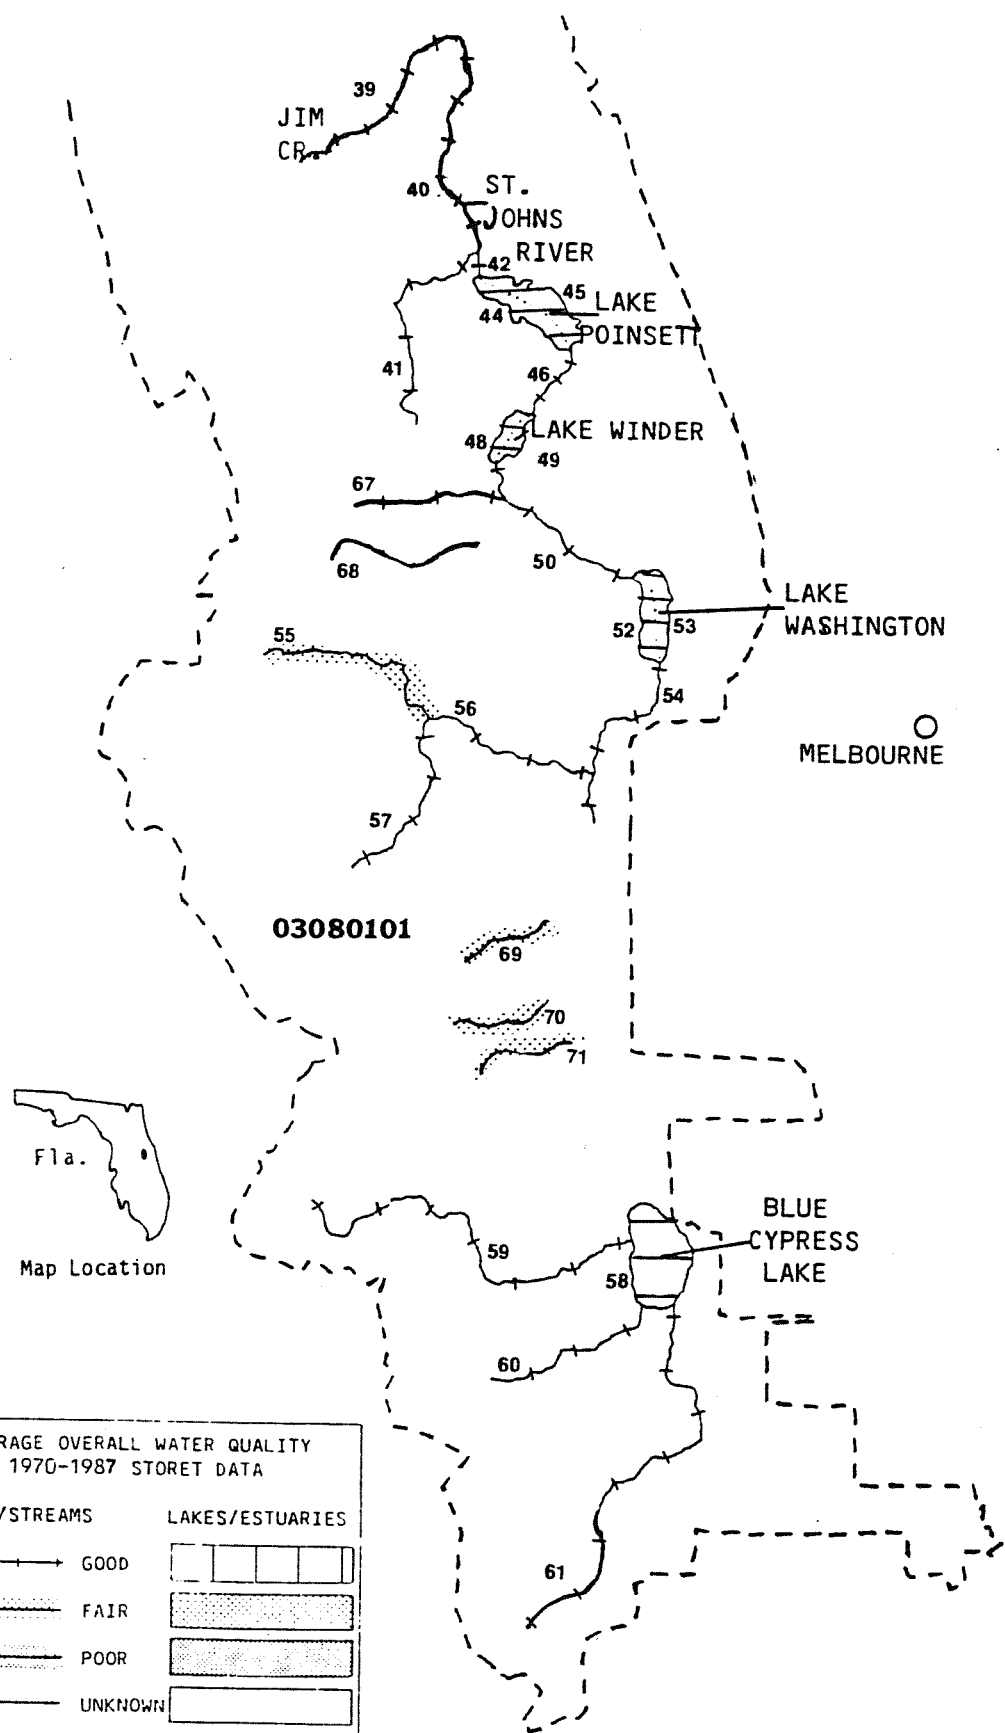 39
JIM
CR.
40
ST.
JOHNS
RIVER
42
45
LAKE
POINSETT
44
41
46
LAKE WINDER
48
49
67
68
50
LAKE
WASHINGTON
52
53
55
54
56
MELBOURNE
57
03080101
69
70
71
Fla.
Map Location
BLUE
CYPRESS
LAKE
59
58
60
61
RAGE OVERALL WATER QUALITY
1970-1987 STORET DATA
/STREAMS
LAKES/ESTUARIES
GOOD
FAIR
POOR
UNKNOWN